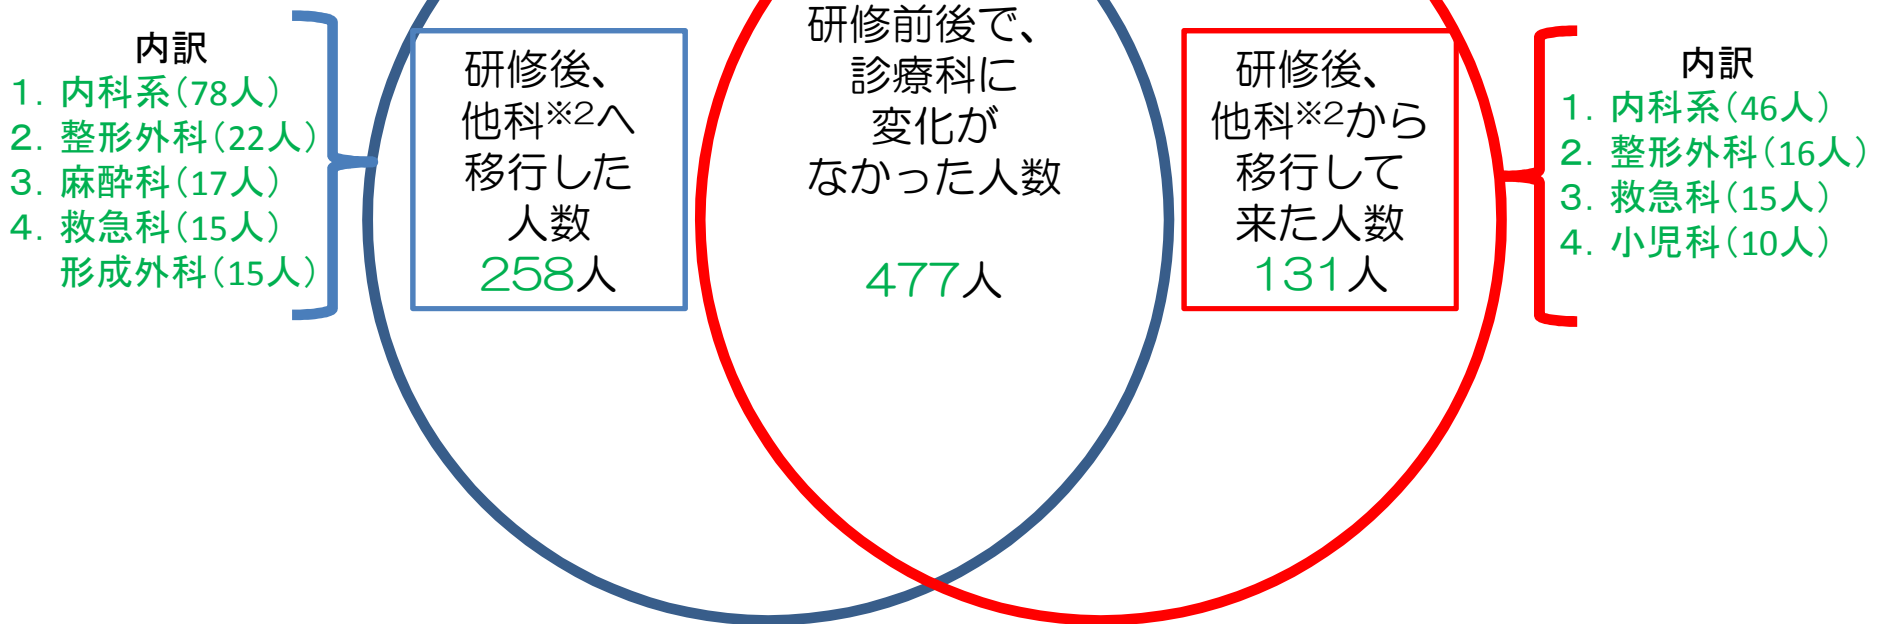 内訳
1. 内科系(78人)
2. 整形外科(22人)
3. 麻酔科(17人)
4. 救急科(15人)
形成外科(15人)
研修後、
他科※2へ
移行した
人数
258人
研修前後で、
診療科に
変化が
なかった人数
477人
研修後、
他科※2から
移行して
来た人数
131人
内訳
1. 内科系(46人)
2. 整形外科(16人)
3. 救急科(15人)
4. 小児科(10人)